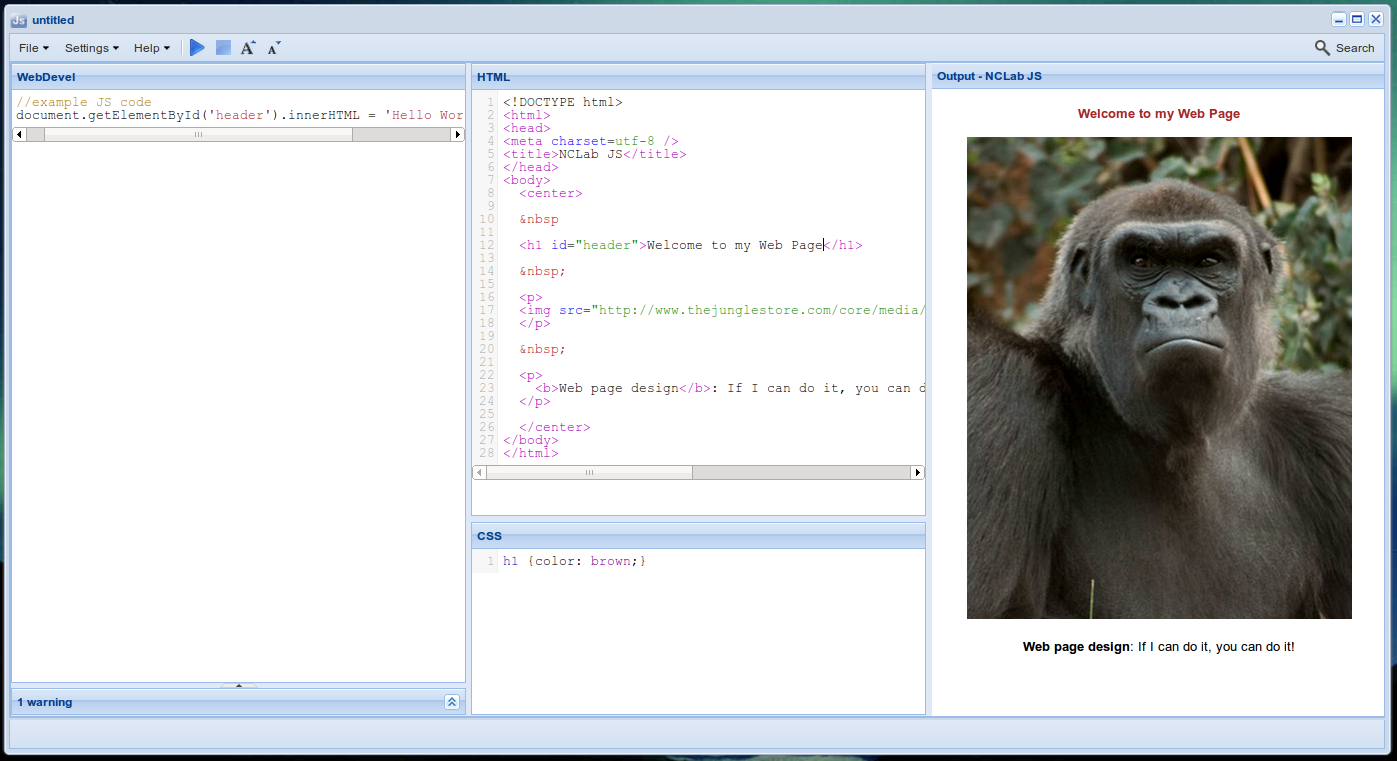 Js untitled
File Settings Help A A Search
WebDevel
//example JS code
document.getElementById('header').innerHTML = 'Hello Wor
1 warning
HTML
1 <!DOCTYPE html>
2 <html>
3 <head>
4 <meta charset=utf-8 />
5 <title>NCLab JS</title>
6 </head>
7 <body>
8 <center>
9
10 &nbsp
11
12 <h1 id="header">Welcome to my Web Page</h1>
13
14 &nbsp;
15
16 <p>
17 <img src="http://www.thejunglestore.com/core/media/
18 </p>
19
20 &nbsp;
21
22 <p>
23 <b>Web page design</b>: If I can do it, you can d
24 </p>
25
26 </center>
27 </body>
28 </html>
CSS
1 h1 {color: brown;}
Output - NCLab JS
Welcome to my Web Page
Web page design: If I can do it, you can do it!